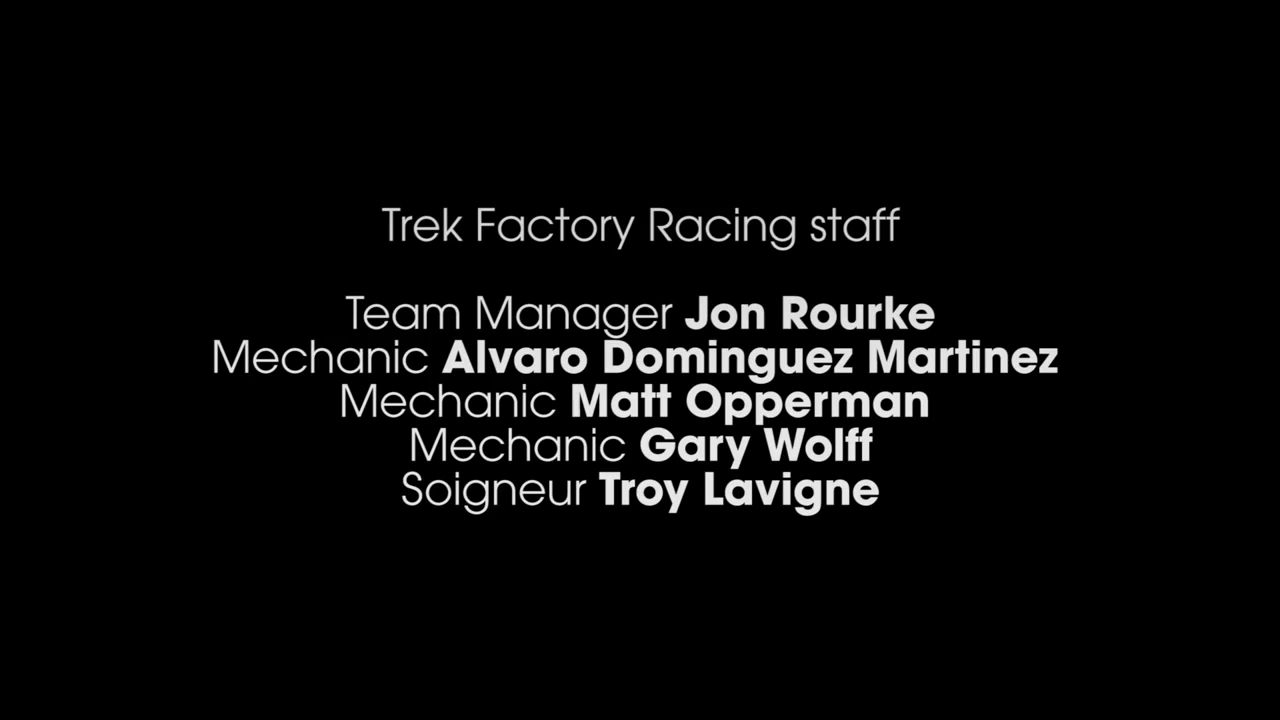 Trek Factory Racing staff
Team Manager Jon Rourke
Mechanic Alvaro Dominguez Martinez
Mechanic Matt Opperman
Mechanic Gary Wolff
Soigneur Troy Lavigne